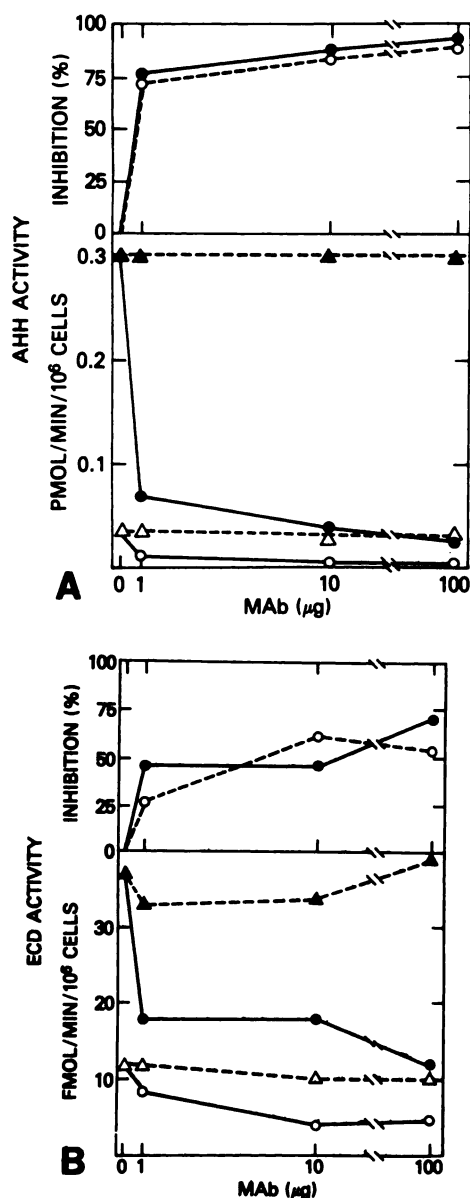 100
75
50
25
0
INHIBITION (%)
0.3
0.2
0.1
AHH ACTIVITY
PMOL/MIN/10⁶ CELLS
0 1 10 100
MAb (μg)
A
100
75
50
25
0
INHIBITION (%)
30
20
10
ECD ACTIVITY
FMOL/MIN/10⁶ CELLS
0 1 10 100
MAb (μg)
B